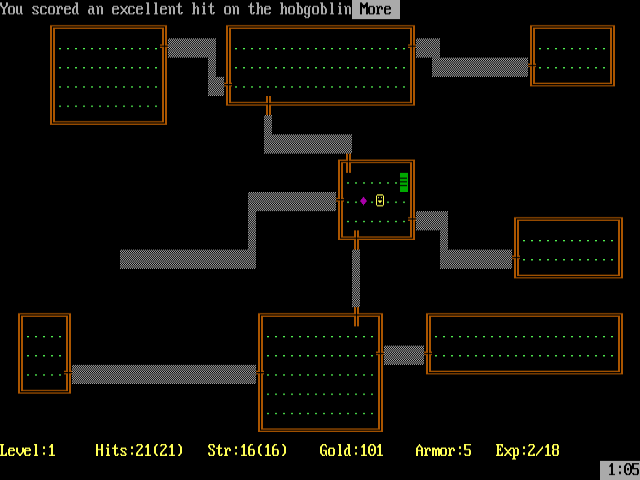 You scored an excellent hit on the hobgoblin More
Level:1 Hits:21(21) Str:16(16) Gold:101 Armor:5 Exp:2/18
1:05